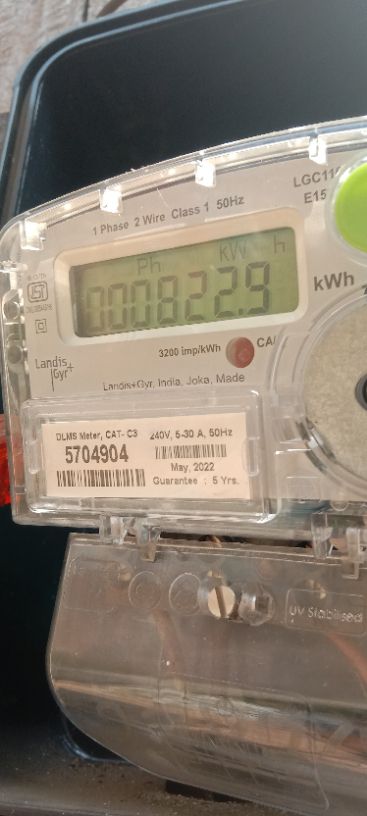 LGC11
E15
1 Phase 2 Wire Class 1 50Hz
Ph kW h
000822.9
kWh
3200 imp/kWh
CA
Landis
Gyr+
Landis+Gyr, India, Joka, Made
DLMS Meter, CAT- C3 240V, 5-30 A, 50Hz
5704904
May, 2022
Guarantee : 5 Yrs.
UV Stabilised